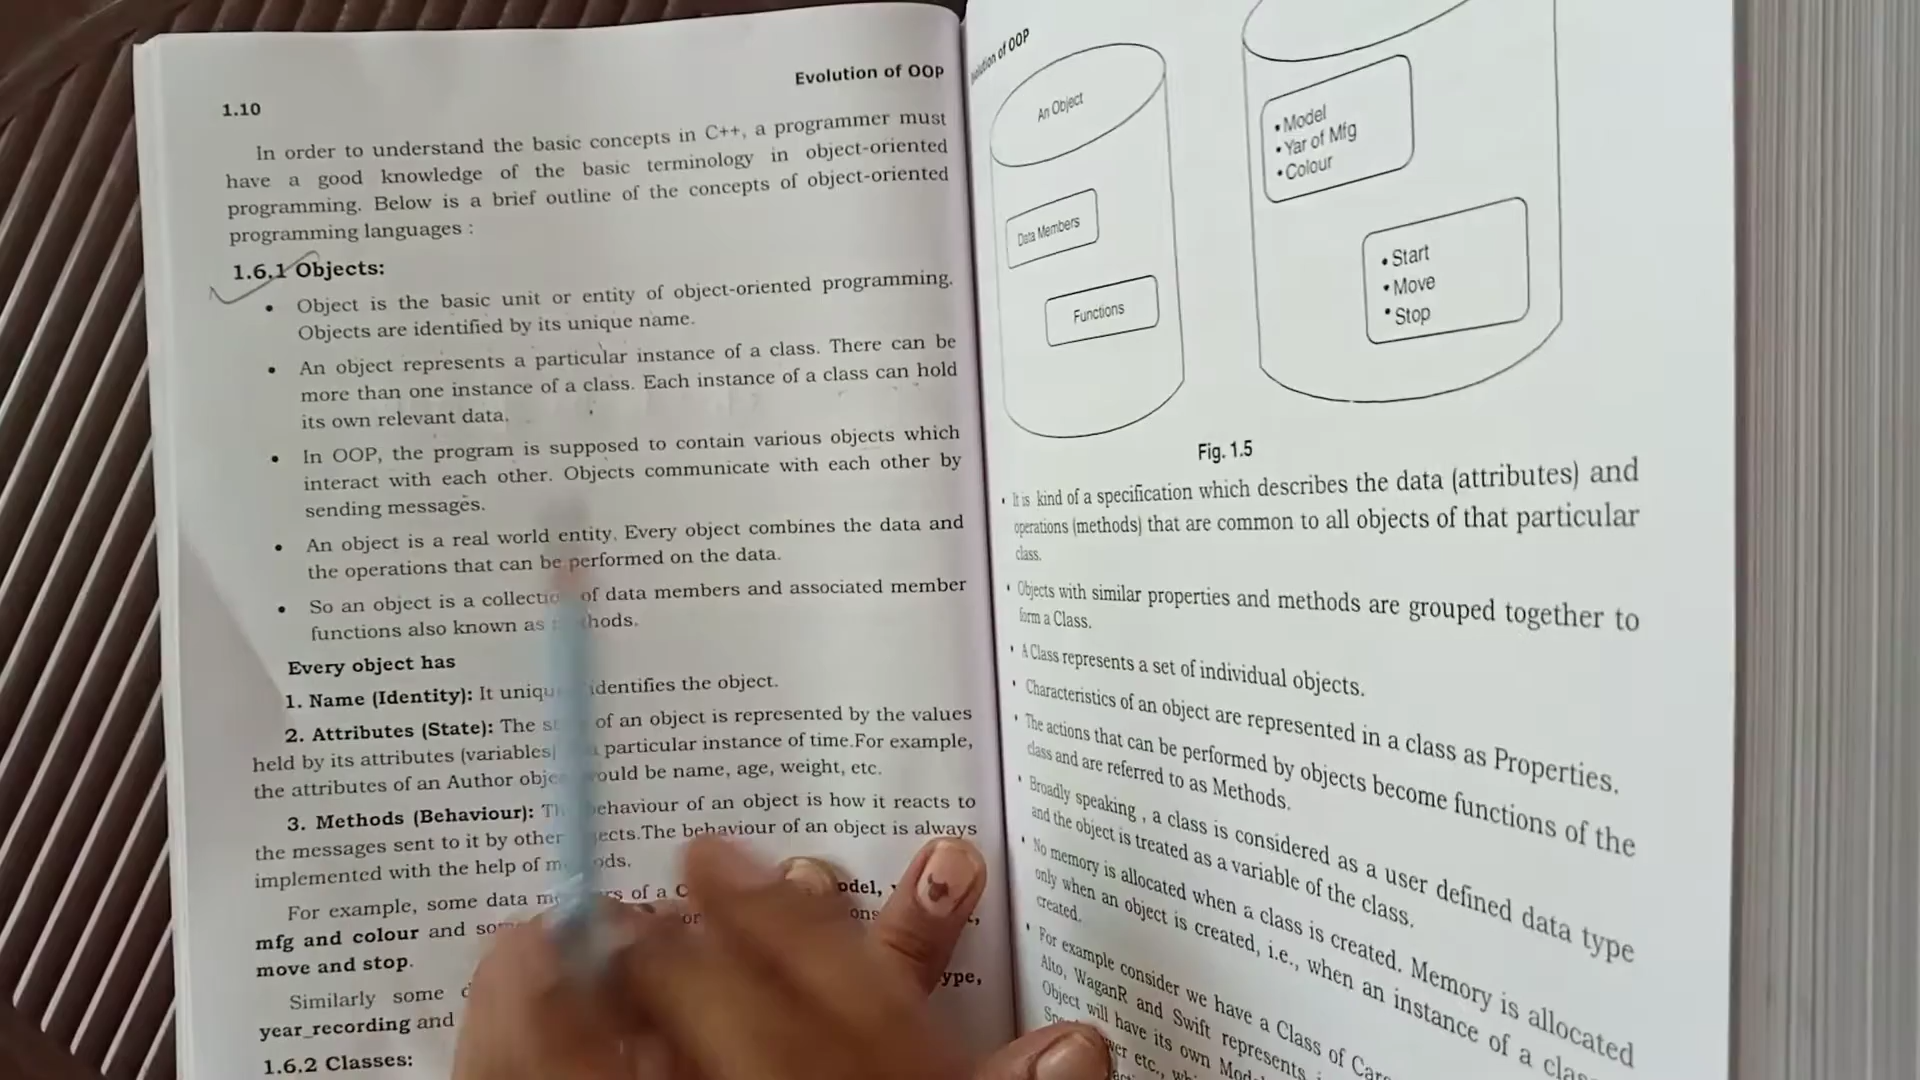 1.10
Evolution of OOp
In order to understand the basic concepts in C++, a programmer must
have a good knowledge of the basic terminology in object-oriented
programming. Below is a brief outline of the concepts of object-oriented
programming languages :
1.6.1 Objects:
• Object is the basic unit or entity of object-oriented programming.
Objects are identified by its unique name.
• An object represents a particular instance of a class. There can be
more than one instance of a class. Each instance of a class can hold
its own relevant data.
• In OOP, the program is supposed to contain various objects which
interact with each other. Objects communicate with each other by
sending messages.
• An object is a real world entity. Every object combines the data and
the operations that can be performed on the data.
• So an object is a collection of data members and associated member
functions also known as
Every object has
1. Name (Identity): It identifies the object.
2. Attributes (State): The of an object is represented by the values
held by its attributes (variables) particular instance of time.For example,
the attributes of an Author would be name, age, weight, etc.
3. Methods (Behaviour): behaviour of an object is how it reacts to
the messages sent to it by other The behaviour of an object is always
implemented with the help of
For example, some data of a
mfg and colour and
move and stop.
Similarly some
year_recording and
1.6.2 Classes:
of OOP
An Object
Data Members
Functions
• Model
• Yar of Mfg
• Colour
• Start
• Move
• Stop
Fig. 1.5
• It is kind of a specification which describes the data (attributes) and
operations (methods) that are common to all objects of that particular
class.
• Objects with similar properties and methods are grouped together to
form a Class.
• A Class represents a set of individual objects.
• Characteristics of an object are represented in a class as Properties.
• The actions that can be performed by objects become functions of the
class and are referred to as Methods.
• Broadly speaking , a class is considered as a user defined data type
and the object is treated as a variable of the class.
• No memory is allocated when a class is created. Memory is allocated
only when an object is created, i.e., when an instance of a
created.
• For example consider we have a Class of
Alto, WaganR and Swift represents
Object will have its own
etc.,